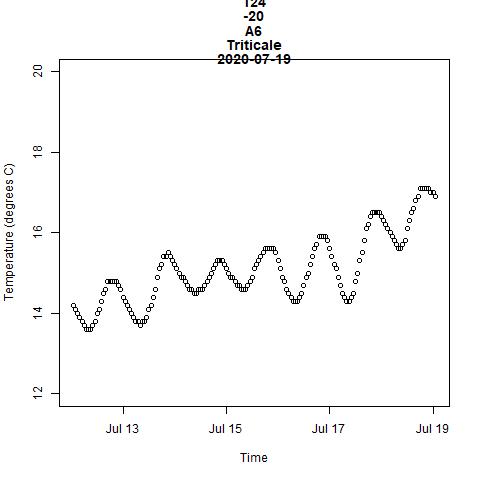 124
-20
A6
Triticale
2020-07-19
Temperature (degrees C)
20
18
16
14
12
Jul 13
Jul 15
Jul 17
Jul 19
Time